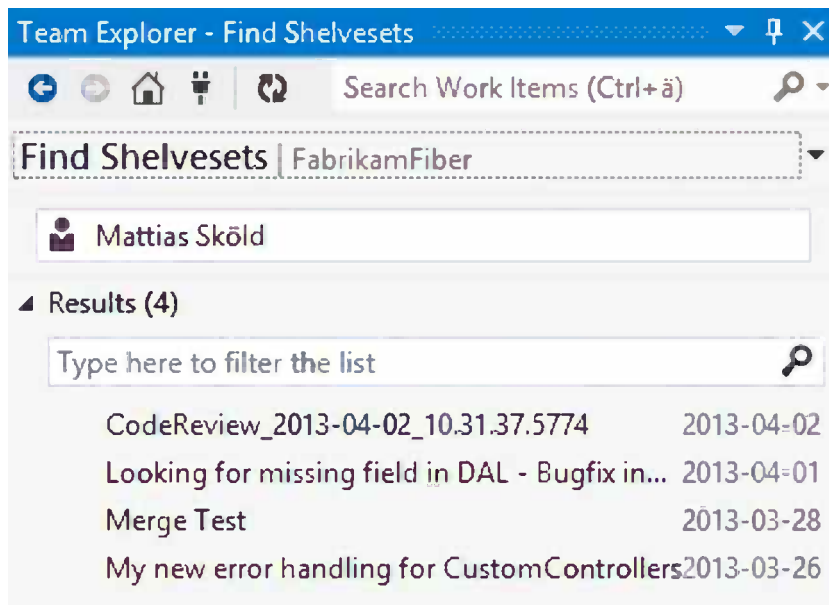 Team Explorer - Find Shelvesets
Search Work Items (Ctrl+ä)
Find Shelvesets | FabrikamFiber
Mattias Sköld
Results (4)
Type here to filter the list
CodeReview_2013-04-02_10.31.37.5774 2013-04-02
Looking for missing field in DAL - Bugfix in... 2013-04-01
Merge Test 2013-03-28
My new error handling for CustomControllers 2013-03-26